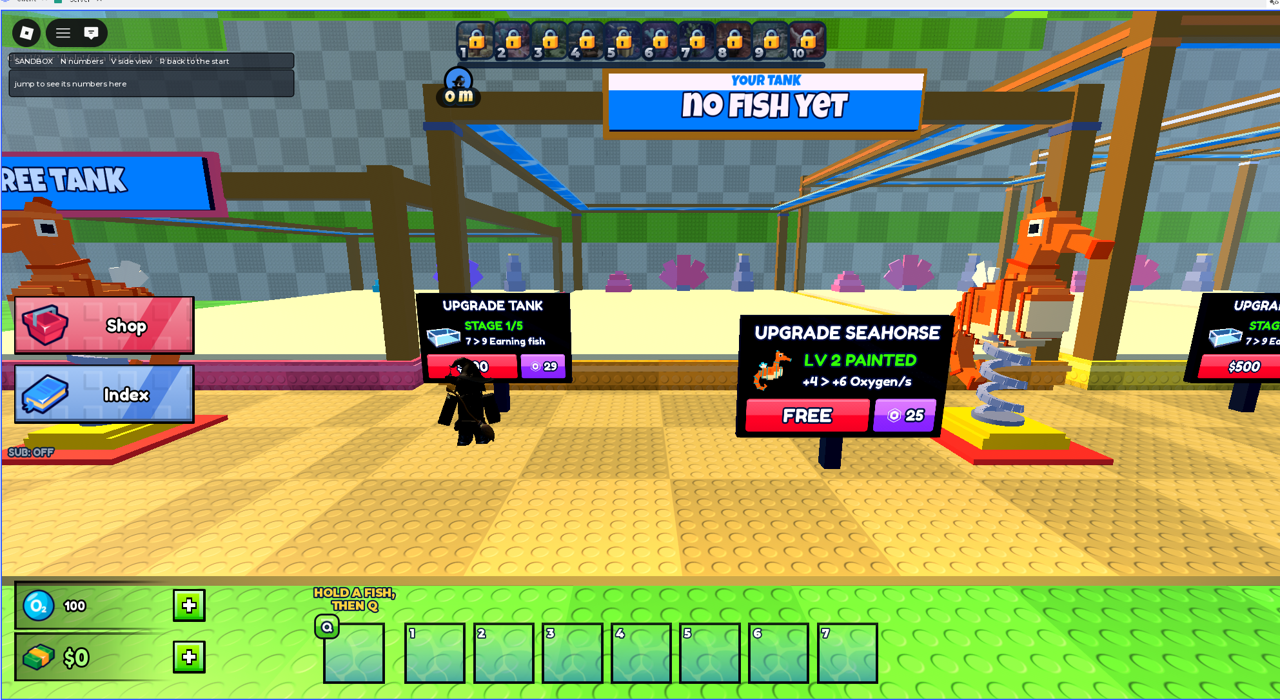 1 2 3 4 5 6 7 8 9 10
SANDBOX N numbers V side view R back to the start
jump to see its numbers here
0 m
YOUR TANK
NO FISH YET
REE TANK
UPGRADE TANK
STAGE 1/5
7 > 9 Earning fish
29
UPGRADE SEAHORSE
LV 2 PAINTED
+4 > +6 Oxygen/s
FREE
25
7 > 9
$500
Shop
Index
SUB: OFF
O2 100
$0
HOLD A FISH,
THEN Q
Q
1 2 3 4 5 6 7